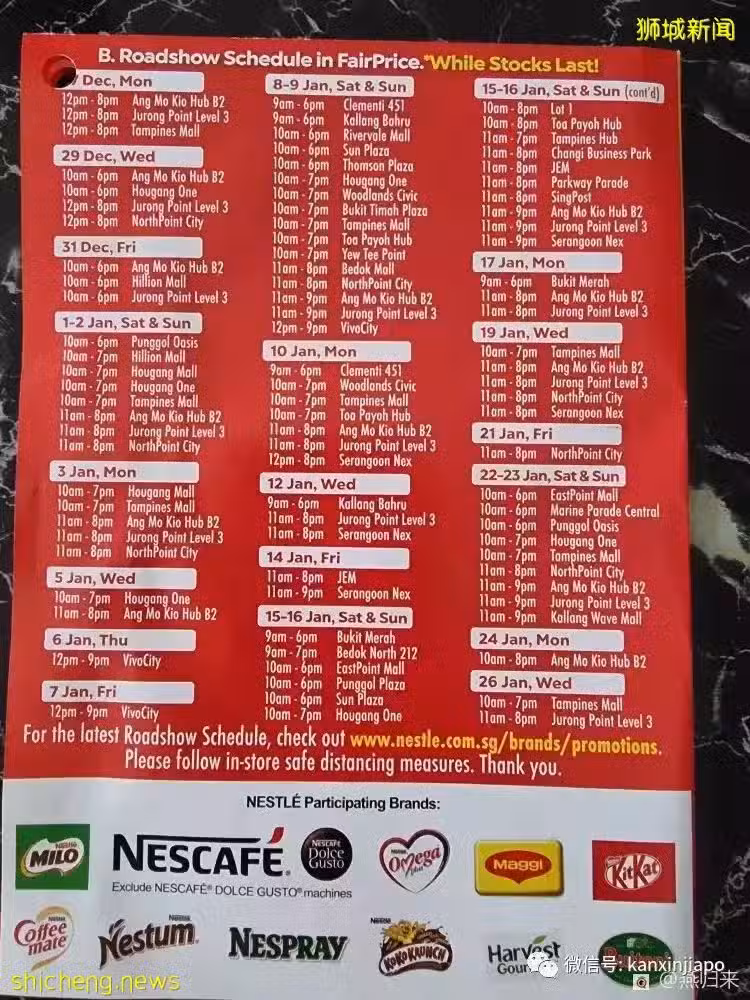 狮城新闻
B. Roadshow Schedule in FairPrice.*While Stocks Last!
Dec, Mon
12pm - 8pm Ang Mo Kio Hub B2
12pm - 8pm Jurong Point Level 3
12pm - 8pm Tampines Mall
29 Dec, Wed
10am - 6pm Ang Mo Kio Hub B2
10am - 6pm Hougang One
12pm - 8pm Jurong Point Level 3
12pm - 8pm NorthPoint City
31 Dec, Fri
10am - 6pm Ang Mo Kio Hub B2
10am - 6pm Hillion Mall
10am - 6pm Jurong Point Level 3
1-2 Jan, Sat & Sun
10am - 6pm Punggol Oasis
10am - 7pm Hillion Mall
10am - 7pm Hougang Mall
10am - 7pm Hougang One
10am - 7pm Tampines Mall
11am - 8pm Ang Mo Kio Hub B2
11am - 8pm Jurong Point Level 3
11am - 8pm NorthPoint City
3 Jan, Mon
10am - 7pm Hougang Mall
10am - 7pm Tampines Mall
11am - 8pm Ang Mo Kio Hub B2
11am - 8pm Jurong Point Level 3
11am - 8pm NorthPoint City
5 Jan, Wed
10am - 7pm Hougang One
11am - 8pm Ang Mo Kio Hub B2
6 Jan, Thu
12pm - 9pm VivoCity
7 Jan, Fri
12pm - 9pm VivoCity
8-9 Jan, Sat & Sun
9am - 6pm Clementi 451
9am - 6pm Kallang Bahru
10am - 6pm Rivervale Mall
10am - 6pm Sun Plaza
10am - 6pm Thomson Plaza
10am - 7pm Hougang One
10am - 7pm Woodlands Civic
10am - 7pm Bukit Timah Plaza
10am - 7pm Tampines Mall
10am - 7pm Toa Payoh Hub
10am - 7pm Yew Tee Point
11am - 8pm Bedok Mall
11am - 8pm NorthPoint City
11am - 9pm Ang Mo Kio Hub B2
11am - 9pm Jurong Point Level 3
12pm - 9pm VivoCity
10 Jan, Mon
9am - 6pm Clementi 451
10am - 7pm Woodlands Civic
10am - 7pm Tampines Mall
10am - 7pm Toa Payoh Hub
11am - 8pm Ang Mo Kio Hub B2
11am - 8pm Jurong Point Level 3
12pm - 8pm Serangoon Nex
12 Jan, Wed
9am - 6pm Kallang Bahru
11am - 8pm Jurong Point Level 3
11am - 8pm Serangoon Nex
14 Jan, Fri
11am - 8pm JEM
11am - 9pm Serangoon Nex
15-16 Jan, Sat & Sun
9am - 6pm Bukit Merah
9am - 7pm Bedok North 212
10am - 6pm EastPoint Mall
10am - 6pm Punggol Plaza
10am - 6pm Sun Plaza
10am - 7pm Hougang One
15-16 Jan, Sat & Sun (cont'd)
10am - 8pm Lot 1
10am - 8pm Toa Payoh Hub
11am - 7pm Tampines Hub
11am - 8pm Changi Business Park
11am - 8pm JEM
11am - 8pm Parkway Parade
11am - 8pm SingPost
11am - 9pm Ang Mo Kio Hub B2
11am - 9pm Jurong Point Level 3
11am - 9pm Serangoon Nex
17 Jan, Mon
9am - 6pm Bukit Merah
11am - 8pm Ang Mo Kio Hub B2
11am - 8pm Jurong Point Level 3
19 Jan, Wed
10am - 7pm Tampines Mall
11am - 8pm Ang Mo Kio Hub B2
11am - 8pm Jurong Point Level 3
11am - 8pm NorthPoint City
11am - 8pm Serangoon Nex
21 Jan, Fri
11am - 8pm NorthPoint City
22-23 Jan, Sat & Sun
10am - 6pm EastPoint Mall
10am - 6pm Marine Parade Central
10am - 6pm Punggol Oasis
10am - 7pm Hougang One
10am - 7pm Tampines Mall
11am - 8pm NorthPoint City
11am - 9pm Ang Mo Kio Hub B2
11am - 9pm Jurong Point Level 3
11am - 9pm Kallang Wave Mall
24 Jan, Mon
10am - 8pm Ang Mo Kio Hub B2
26 Jan, Wed
10am - 7pm Tampines Mall
11am - 8pm Jurong Point Level 3
For the latest Roadshow Schedule, check out www.nestle.com.sg/brands/promotions.
Please follow in-store safe distancing measures. Thank you.
NESTLÉ Participating Brands:
Nestlé MILO
NESCAFÉ.
NESCAFÉ Dolce Gusto
Nestlé Omega plus
MAGGI
Nestlé KitKat
Exclude NESCAFÉ® DOLCE GUSTO® machines
Nestlé Coffee mate
Nestlé Nestum
NESPRAY
Nestlé KOKO KRUNCH
Harvest Gour
微信号: kanxinjiapo
@燕归来
shicheng.news